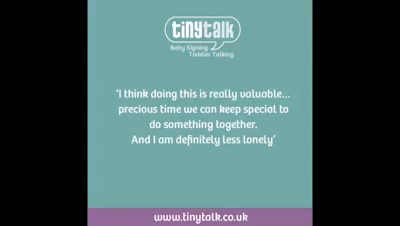 tinytalk
Baby Signing
Toddler Talking
‘I think doing this is really valuable...
precious time we can keep special to
do something together.
And I am definitely less lonely’
www.tinytalk.co.uk